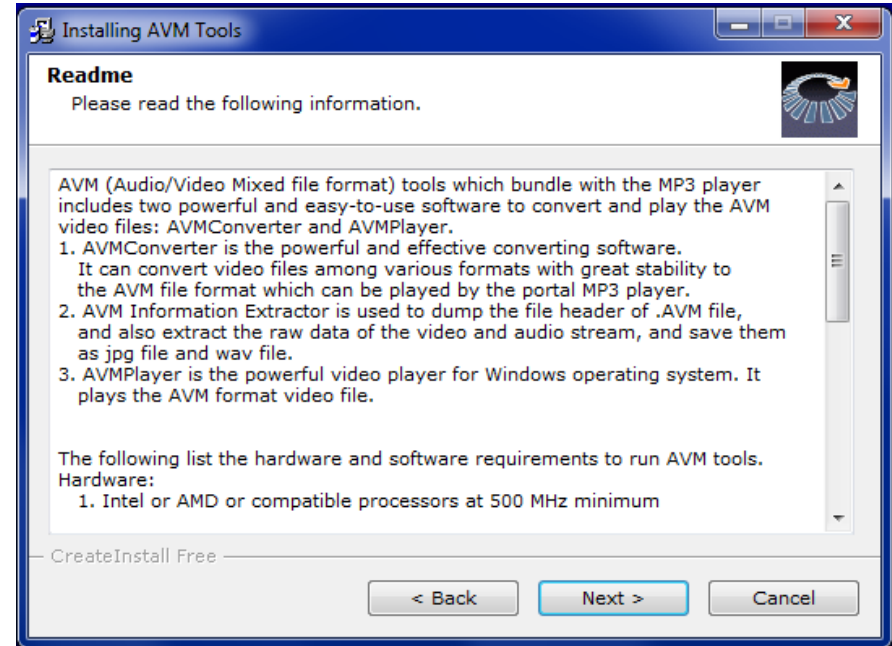 Installing AVM Tools
Readme
Please read the following information.
AVM (Audio/Video Mixed file format) tools which bundle with the MP3 player
includes two powerful and easy-to-use software to convert and play the AVM
video files: AVMConverter and AVMPlayer.
1. AVMConverter is the powerful and effective converting software.
It can convert video files among various formats with great stability to
the AVM file format which can be played by the portal MP3 player.
2. AVM Information Extractor is used to dump the file header of .AVM file,
and also extract the raw data of the video and audio stream, and save them
as jpg file and wav file.
3. AVMPlayer is the powerful video player for Windows operating system. It
plays the AVM format video file.
The following list the hardware and software requirements to run AVM tools.
Hardware:
1. Intel or AMD or compatible processors at 500 MHz minimum
CreateInstall Free
< Back Next > Cancel